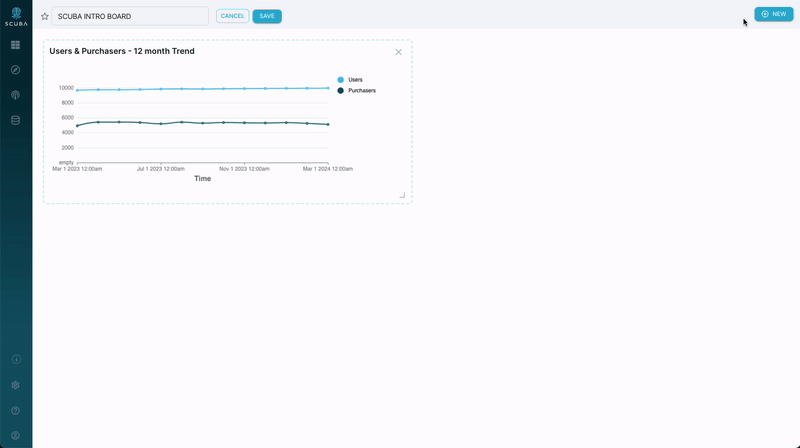 SCUBA
SCUBA INTRO BOARD
CANCEL
SAVE
NEW
Users & Purchasers - 12 month Trend
Users
Purchasers
10000
8000
6000
4000
2000
empty
Mar 1 2023 12:00am Jul 1 2023 12:00am Nov 1 2023 12:00am Mar 1 2024 12:00am
Time